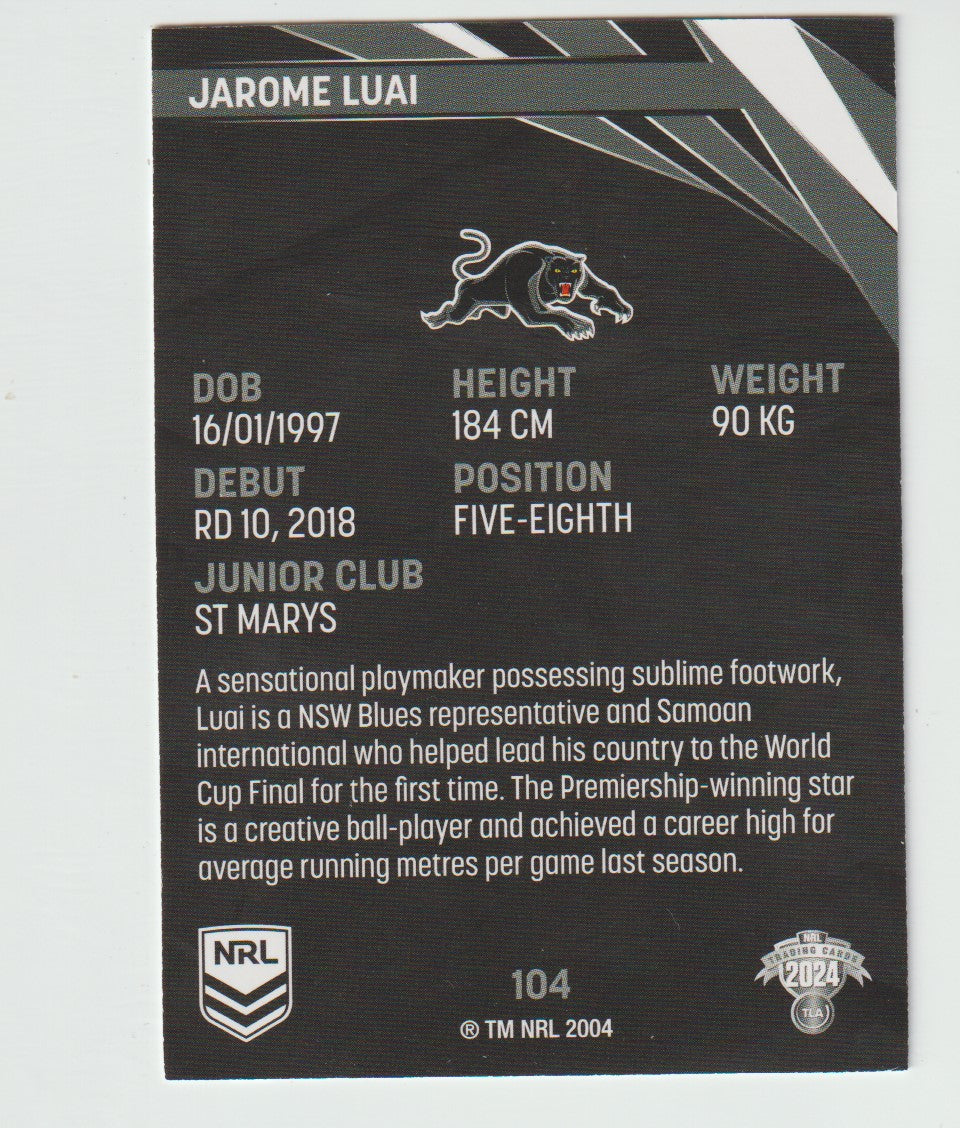 JAROME LUAI
DOB
16/01/1997
HEIGHT
184 CM
WEIGHT
90 KG
DEBUT
RD 10, 2018
POSITION
FIVE-EIGHTH
JUNIOR CLUB
ST MARYS
A sensational playmaker possessing sublime footwork,
Luai is a NSW Blues representative and Samoan
international who helped lead his country to the World
Cup Final for the first time. The Premiership-winning star
is a creative ball-player and achieved a career high for
average running metres per game last season.
NRL
104
® TM NRL 2004
NRL
TRADING CARDS
2024
TLA